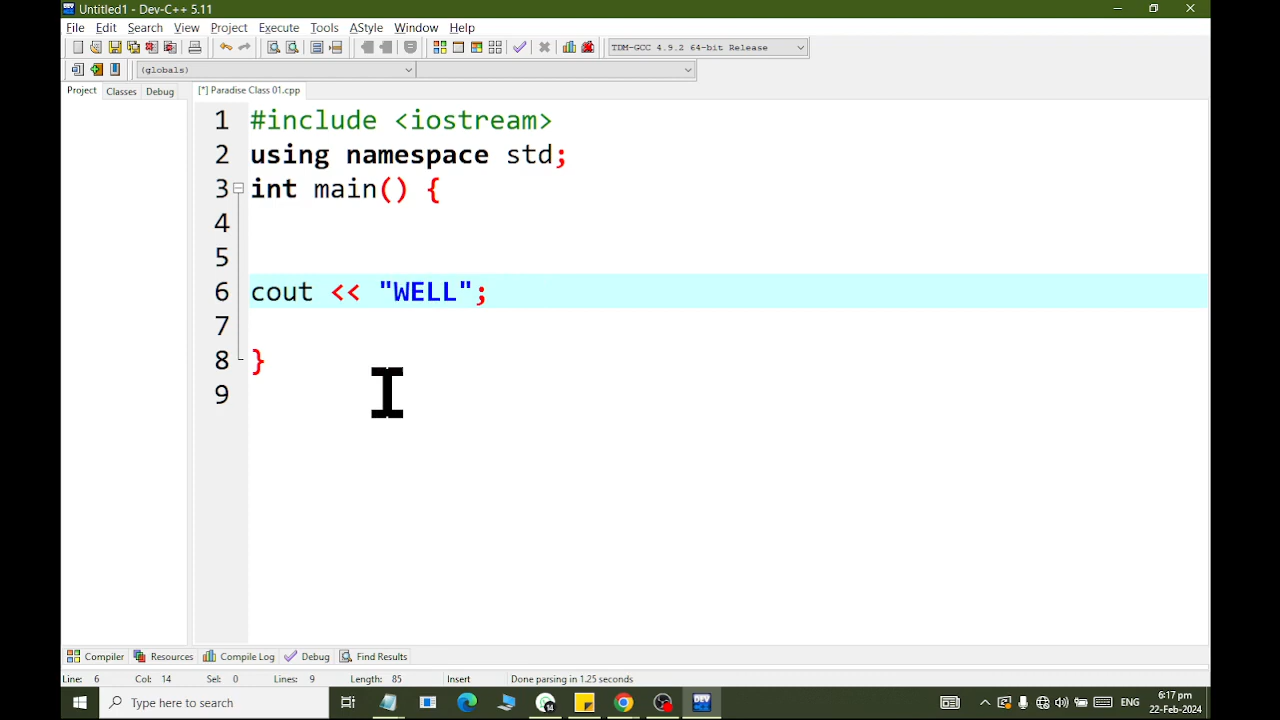 Untitled1 - Dev-C++ 5.11
File Edit Search View Project Execute Tools AStyle Window Help
TDM-GCC 4.9.2 64-bit Release
(globals)
Project Classes Debug [*] Paradise Class 01.cpp
1 #include <iostream>
2 using namespace std;
3 int main() {
4
5
6 cout << "WELL";
7
8 }
9
Compiler Resources Compile Log Debug Find Results
Line: 6 Col: 14 Sel: 0 Lines: 9 Length: 85 Insert Done parsing in 1.25 seconds
Type here to search ENG 6:17 pm
22-Feb-2024